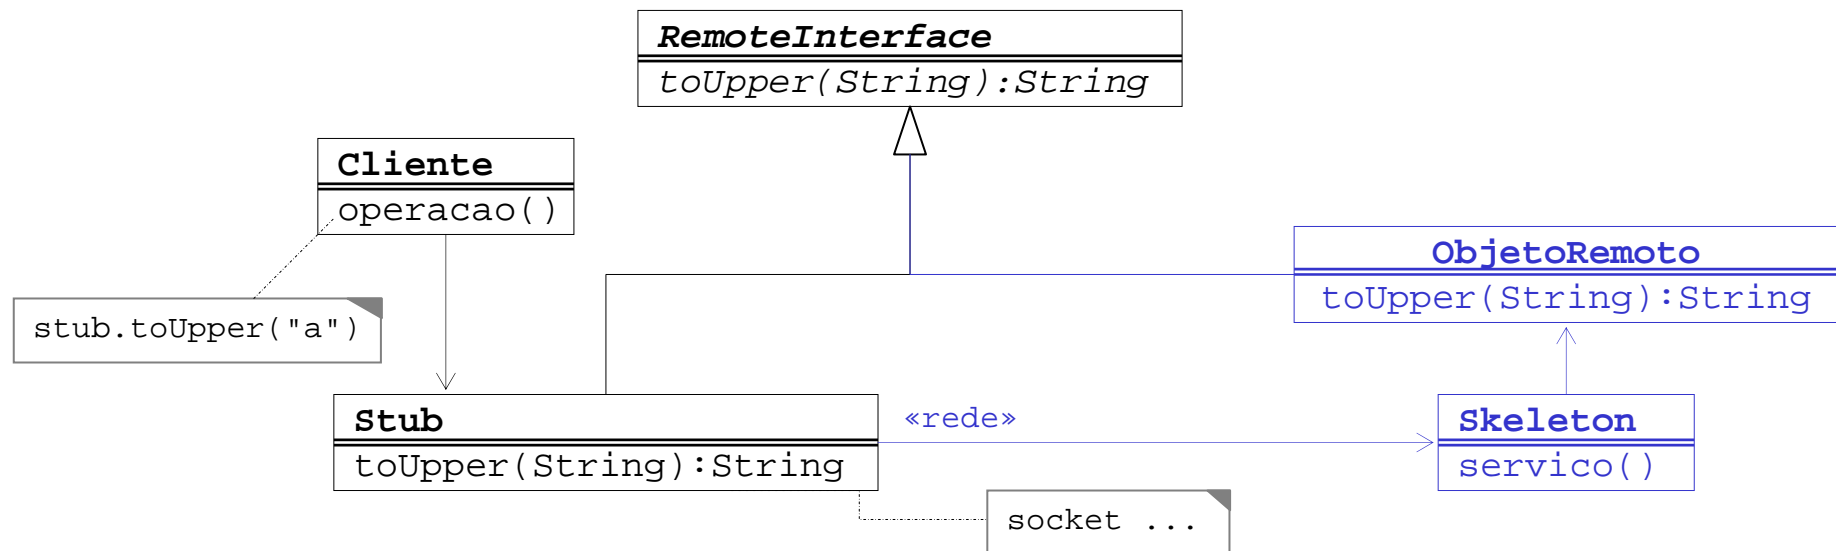 RemoteInterface
toUpper(String):String
Cliente
operacao()
stub.toUpper("a")
ObjetoRemoto
toUpper(String):String
Stub
toUpper(String):String
«rede»
Skeleton
servico()
socket ...